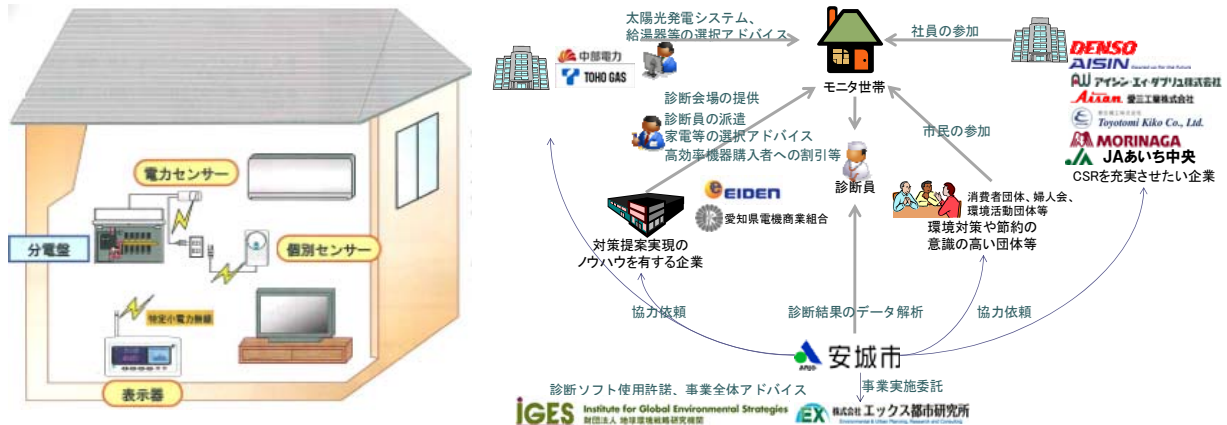 電力センサー
分電盤
個別センサー
特定小電力無線
表示器
太陽光発電システム、
給湯器等の選択アドバイス
中部電力
TOHO GAS
モニタ世帯
社員の参加
DENSO
AISIN
アイシン・エィ・ダブリュ株式会社
Aisan 愛三工業株式会社
Toyotomi Kiko Co., Ltd.
MORINAGA
JAあいち中央
CSRを充実させたい企業
診断会場の提供
診断員の派遣
家電等の選択アドバイス
高効率機器購入者への割引等
診断員
市民の参加
EIDEN
愛知県電機商業組合
対策提案実現の
ノウハウを有する企業
消費者団体、婦人会、
環境活動団体等
環境対策や節約の
意識の高い団体等
協力依頼
診断結果のデータ解析
協力依頼
安城市
診断ソフト使用許諾、事業全体アドバイス
事業実施委託
iGES Institute for Global Environmental Strategies
財団法人 地球環境戦略研究機関
EX 株式会社 エックス都市研究所
Environmental & Urban Planning, Research and Consulting